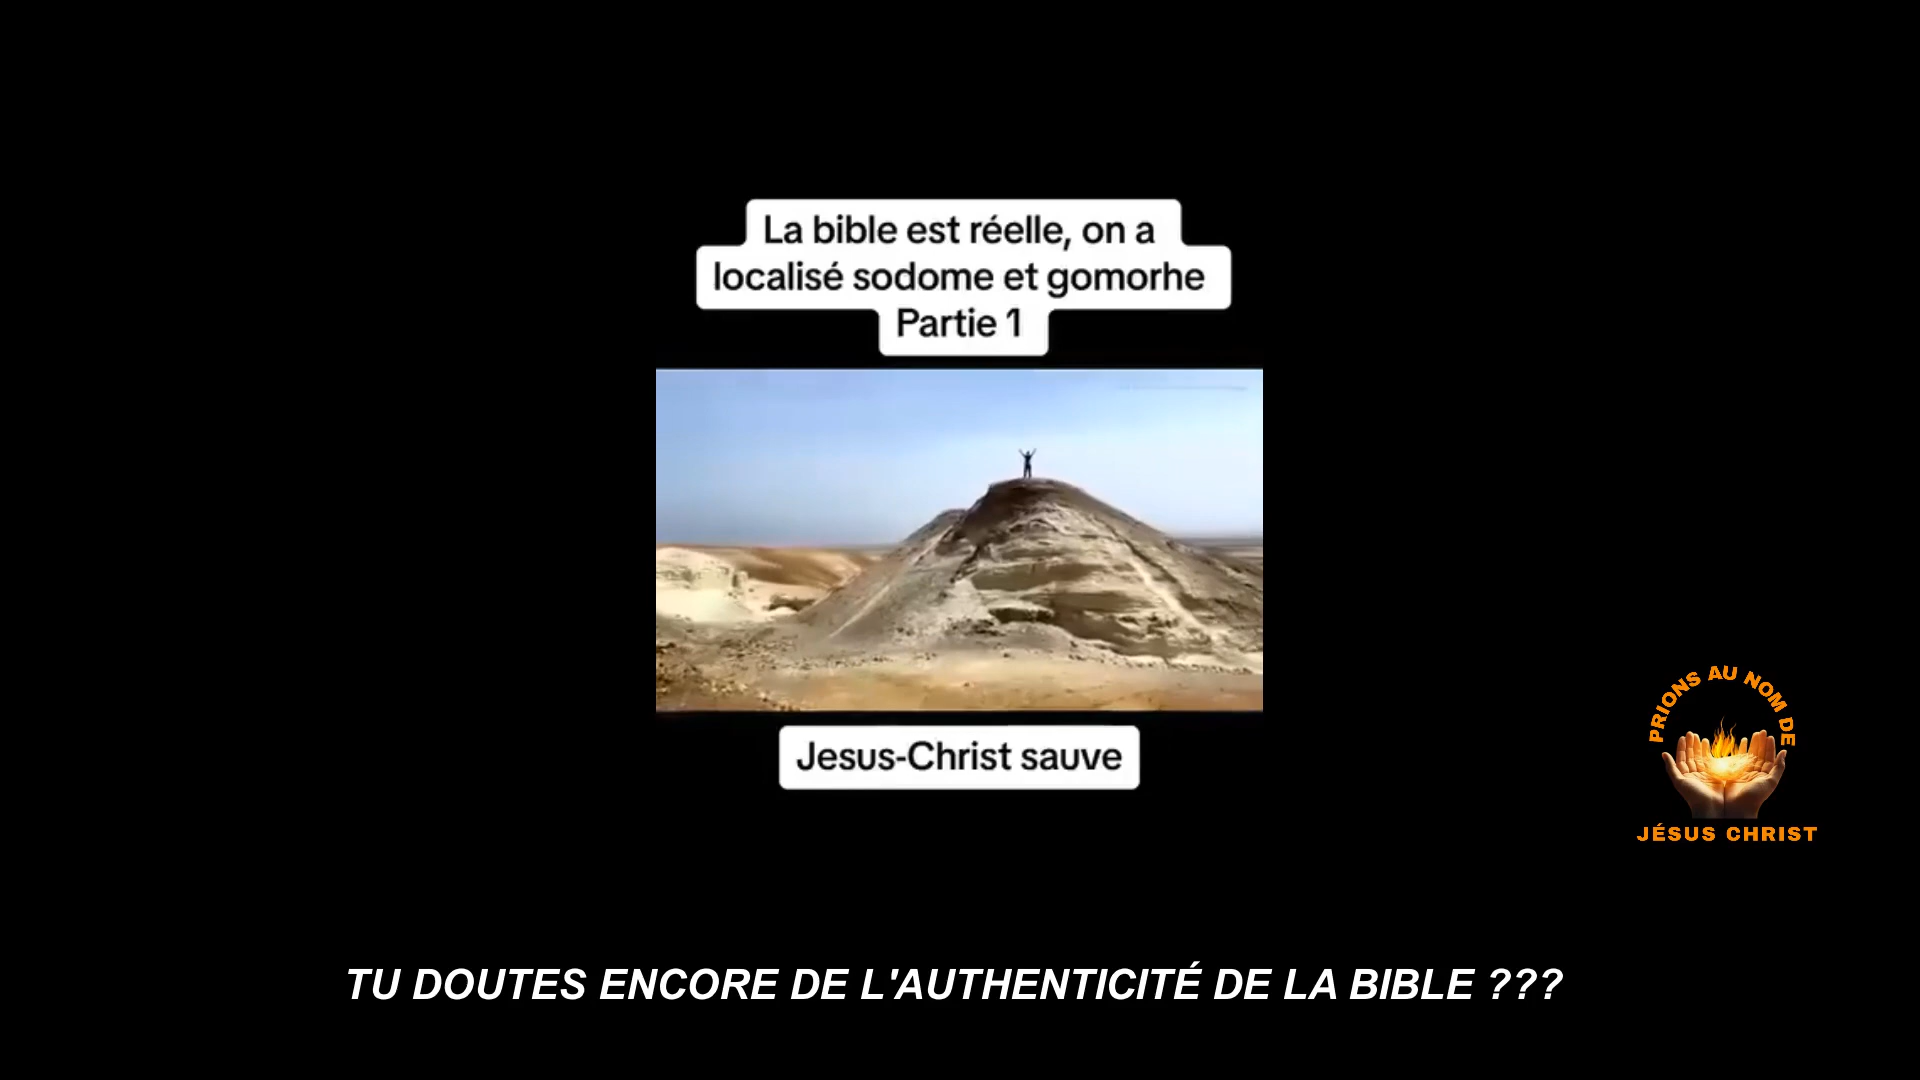 La bible est réelle, on a
localisé sodome et gomorhe
Partie 1
Jesus-Christ sauve
PRIONS AU NOM DE
JÉSUS CHRIST
TU DOUTES ENCORE DE L'AUTHENTICITÉ DE LA BIBLE ???